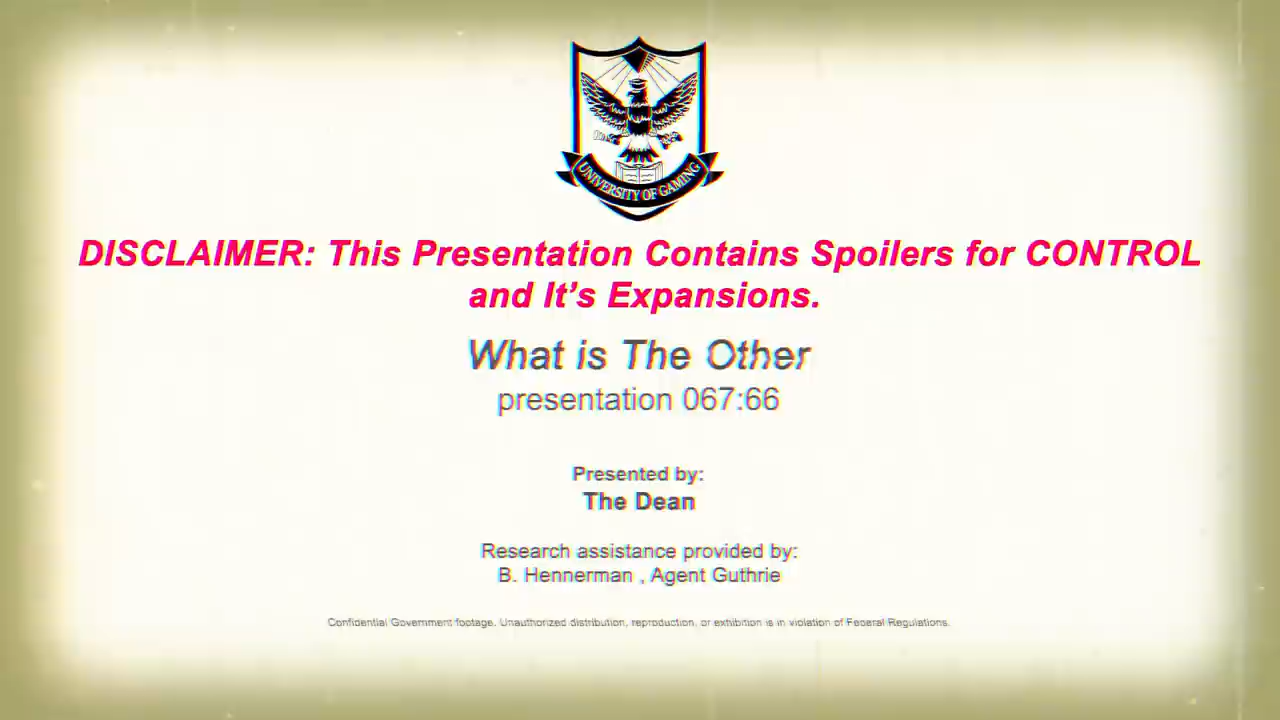 UNIVERSITY OF GAMING
DISCLAIMER: This Presentation Contains Spoilers for CONTROL
and It's Expansions.
What is The Other
presentation 067:66
Presented by:
The Dean
Research assistance provided by:
B. Hennerman , Agent Guthrie
Confidential Government footage. Unauthorized distribution, reproduction, or exhibition is in violation of Federal Regulations.